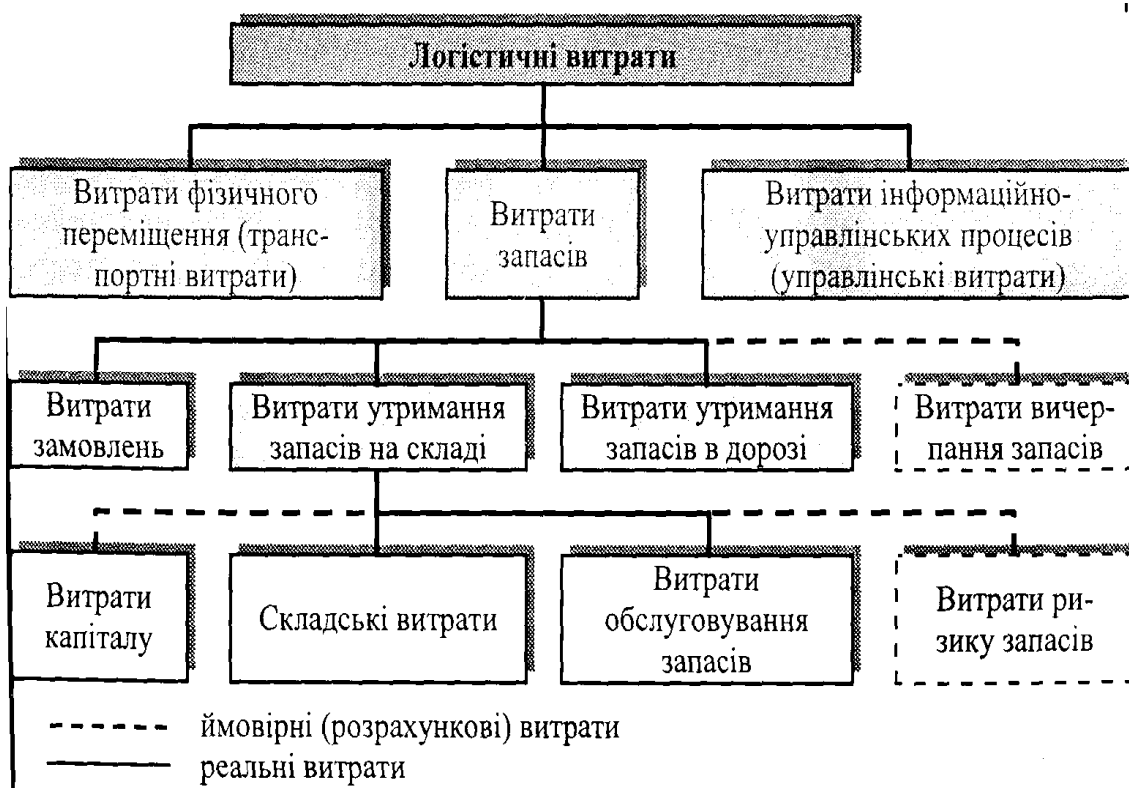 Логістичні витрати
Витрати фізичного
переміщення (транс-
портні витрати)
Витрати
запасів
Витрати інформаційно-
управлінських процесів
(управлінські витрати)
Витрати
замовлень
Витрати утримання
запасів на складі
Витрати утримання
запасів в дорозі
Витрати вичер-
пання запасів
Витрати
капіталу
Складські витрати
Витрати
обслуговування
запасів
Витрати ри-
зику запасів
ймовірні (розрахункові) витрати
реальні витрати